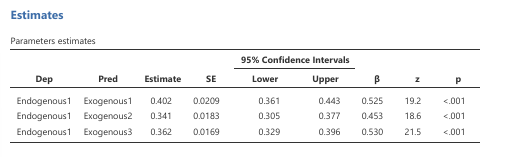 Estimates
Parameters estimates
95% Confidence Intervals
Dep Pred Estimate SE Lower Upper β z p
Endogenous1 Exogenous1 0.402 0.0209 0.361 0.443 0.525 19.2 <.001
Endogenous1 Exogenous2 0.341 0.0183 0.305 0.377 0.453 18.6 <.001
Endogenous1 Exogenous3 0.362 0.0169 0.329 0.396 0.530 21.5 <.001